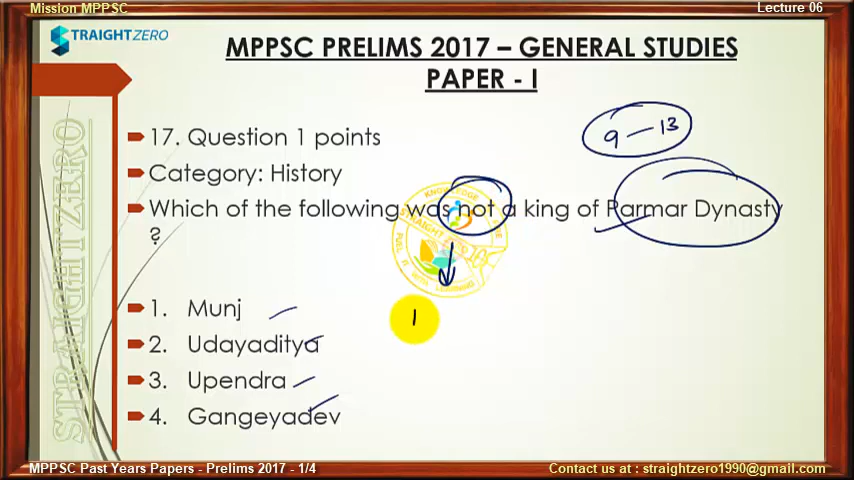 Mission MPPSC
Lecture 06
STRAIGHTZERO
MPPSC PRELIMS 2017 – GENERAL STUDIES
PAPER - I
9 — 13
17. Question 1 points
Category: History
Which of the following was not a king of Parmar Dynasty
?
1. Munj
2. Udayaditya
3. Upendra
4. Gangeyadev
1
STRAIGHTZERO
MPPSC Past Years Papers - Prelims 2017 - 1/4
Contact us at : straightzero1990@gmail.com